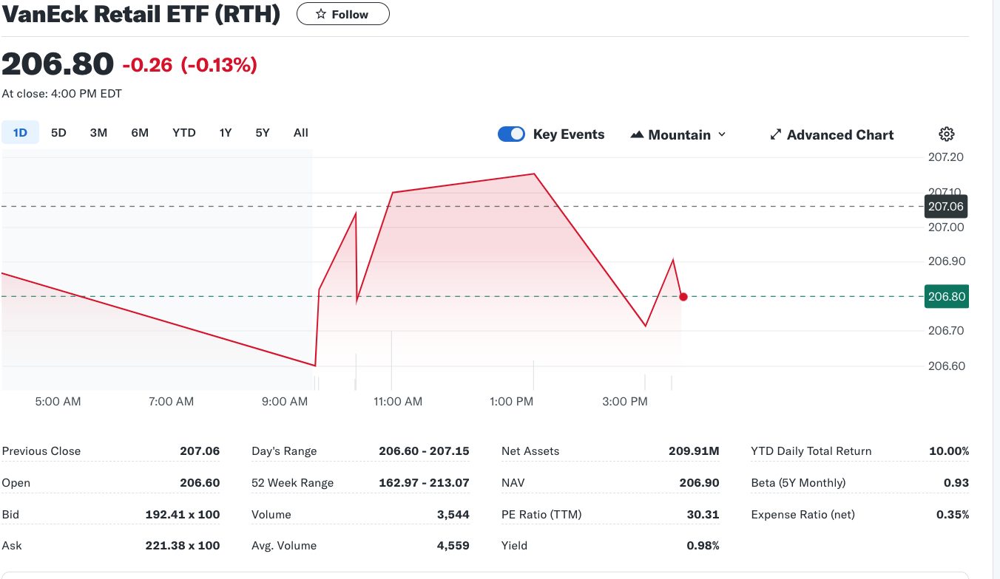 VanEck Retail ETF (RTH) Follow
206.80 -0.26 (-0.13%)
At close: 4:00 PM EDT
1D 5D 3M 6M YTD 1Y 5Y All Key Events Mountain Advanced Chart
207.20
207.10
207.06
207.00
206.90
206.80
206.70
206.60
5:00 AM 7:00 AM 9:00 AM 11:00 AM 1:00 PM 3:00 PM
Previous Close 207.06 Day's Range 206.60 - 207.15 Net Assets 209.91M YTD Daily Total Return 10.00%
Open 206.60 52 Week Range 162.97 - 213.07 NAV 206.90 Beta (5Y Monthly) 0.93
Bid 192.41 x 100 Volume 3,544 PE Ratio (TTM) 30.31 Expense Ratio (net) 0.35%
Ask 221.38 x 100 Avg. Volume 4,559 Yield 0.98%